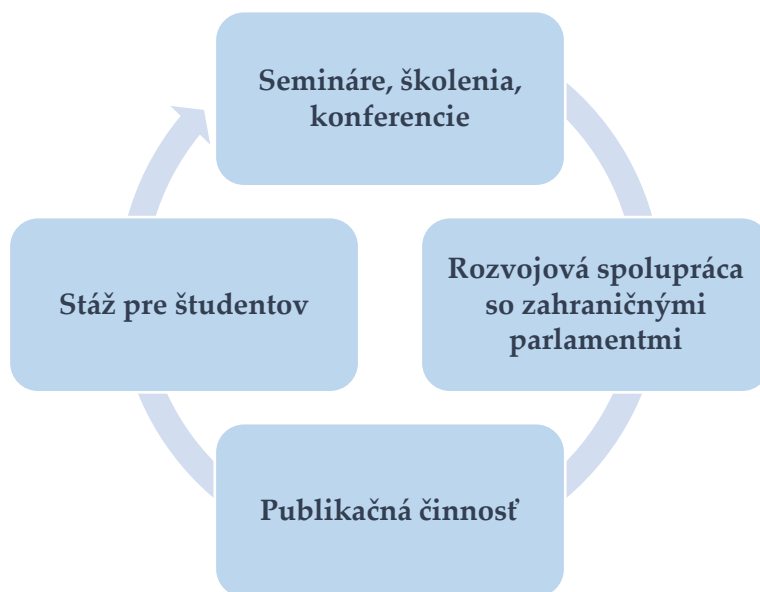 Semináre, školenia,
konferencie
Stáž pre študentov
Rozvojová spolupráca
so zahraničnými
parlamentmi
Publikačná činnosť